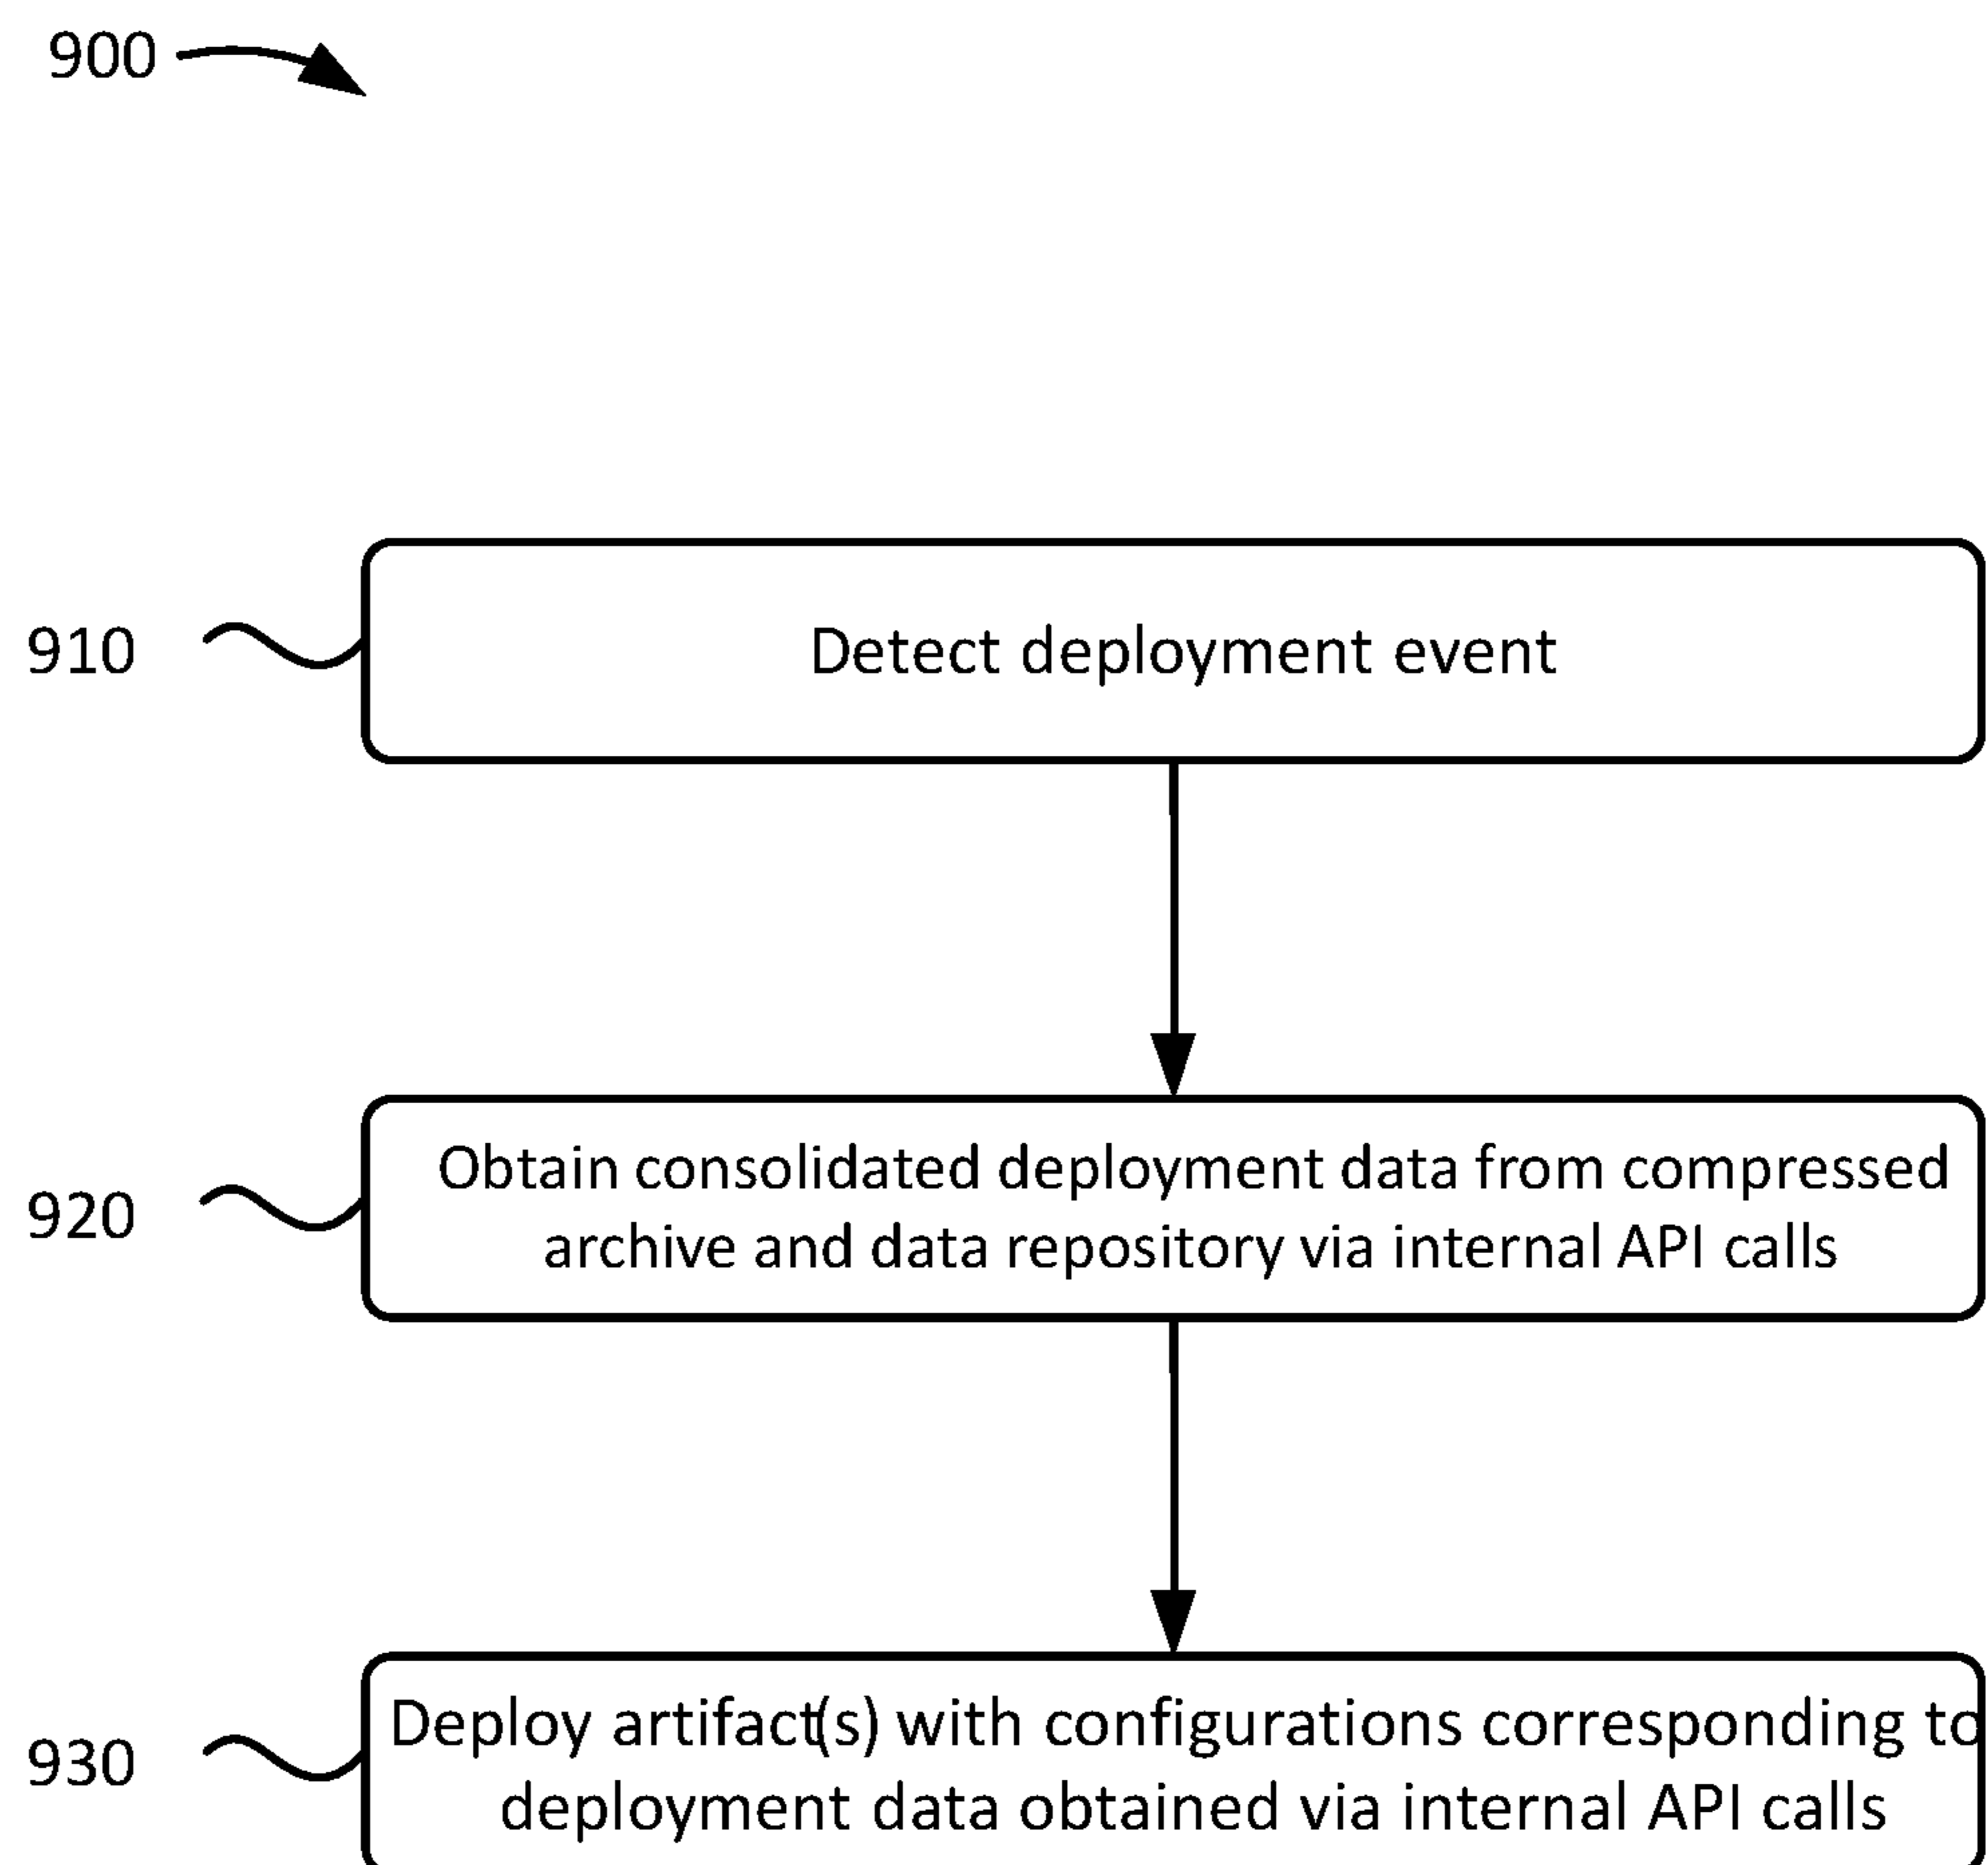 900
910
Detect deployment event
920
Obtain consolidated deployment data from compressed
archive and data repository via internal API calls
930
Deploy artifact(s) with configurations corresponding to
deployment data obtained via internal API calls